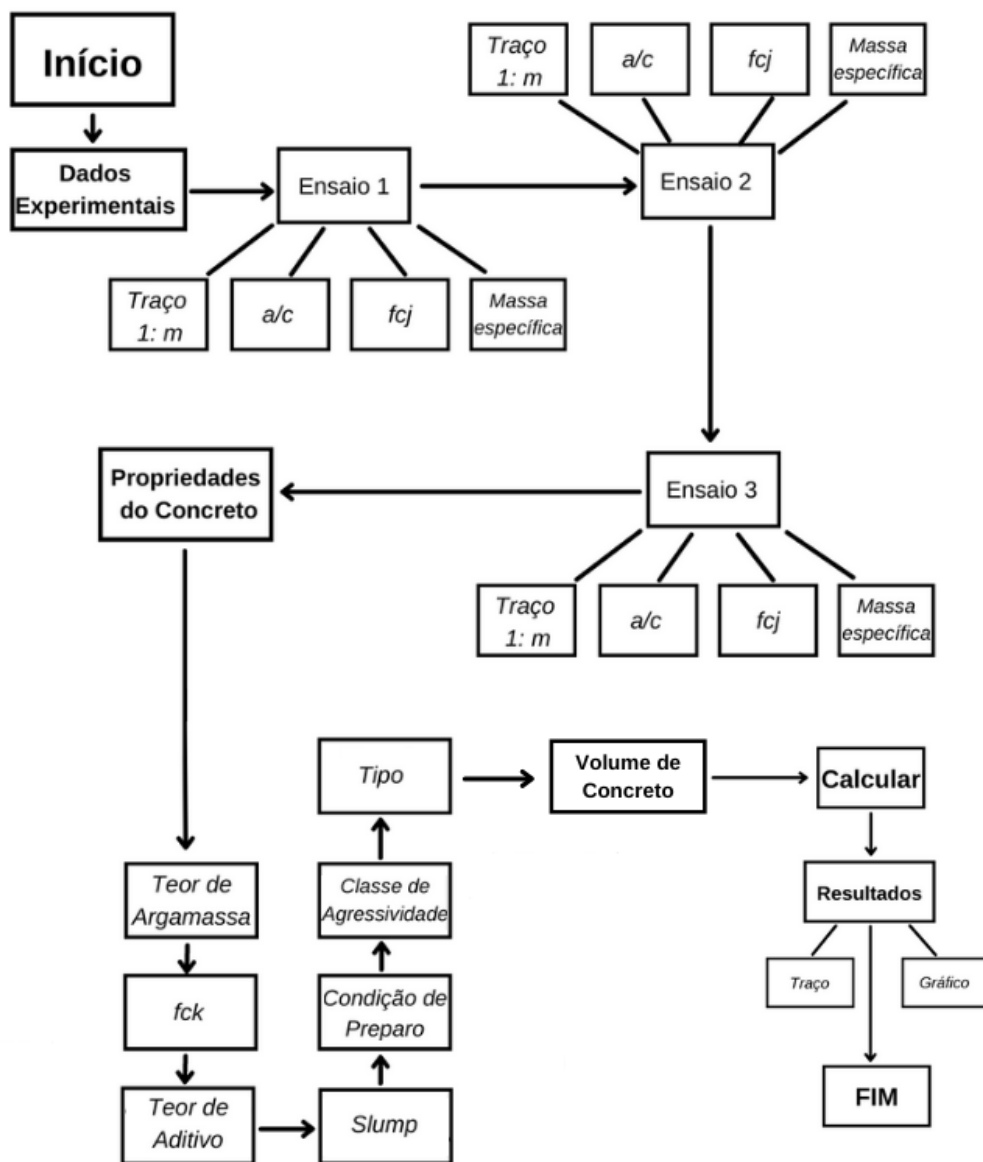 Início
Dados
Experimentais
Ensaio 1
Traço
1: m
a/c
fcj
Massa
específica
Traço
1: m
a/c
fcj
Massa
específica
Ensaio 2
Ensaio 3
Traço
1: m
a/c
fcj
Massa
específica
Propriedades
do Concreto
Teor de
Argamassa
fck
Teor de
Aditivo
Slump
Condição de
Preparo
Classe de
Agressividade
Tipo
Volume de
Concreto
Calcular
Resultados
Traço
Gráfico
FIM